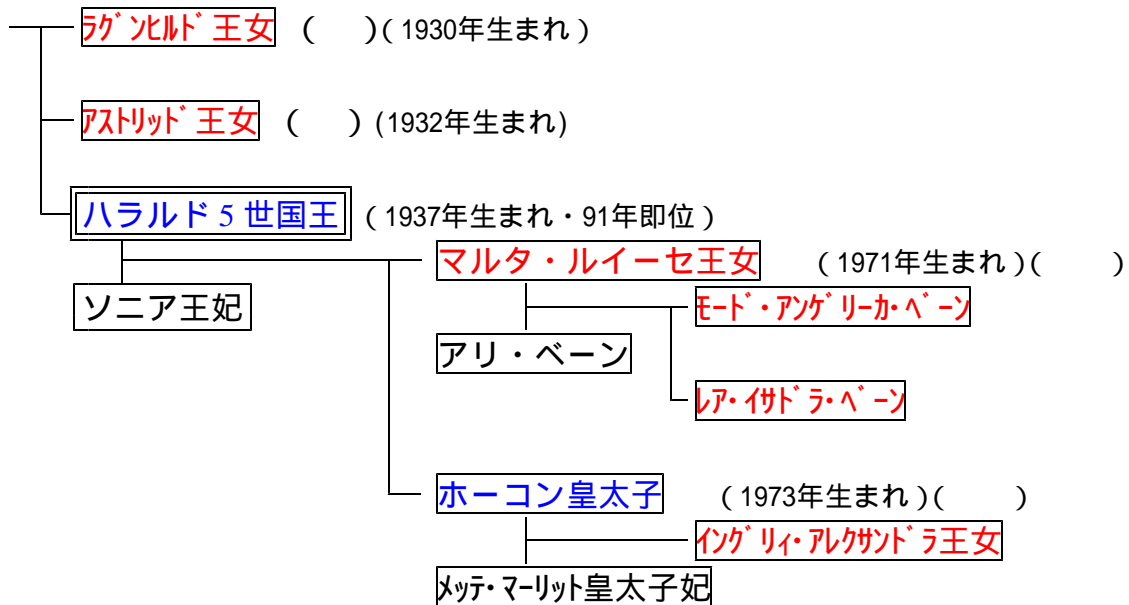 ﾗｸﾞﾝﾋﾙﾄﾞ王女 ( )(1930年生まれ)
ｱｽﾄﾘｯﾄﾞ王女 ( ) (1932年生まれ)
ハラルド5世国王 (1937年生まれ・91年即位)
マルタ・ルイーセ王女 (1971年生まれ)( )
ソニア王妃
ﾓｰﾄﾞ・ｱﾝｹﾞﾘｰｶ・ﾍﾞｰﾝ
アリ・ベーン
ﾚｱ・ｲｻﾄﾞﾗ・ﾍﾞｰﾝ
ホーコン皇太子 (1973年生まれ)( )
ｲﾝｸﾞﾘｨ・ｱﾚｸｻﾝﾄﾞﾗ王女
ﾒｯﾃ・ﾏｰﾘｯﾄ皇太子妃